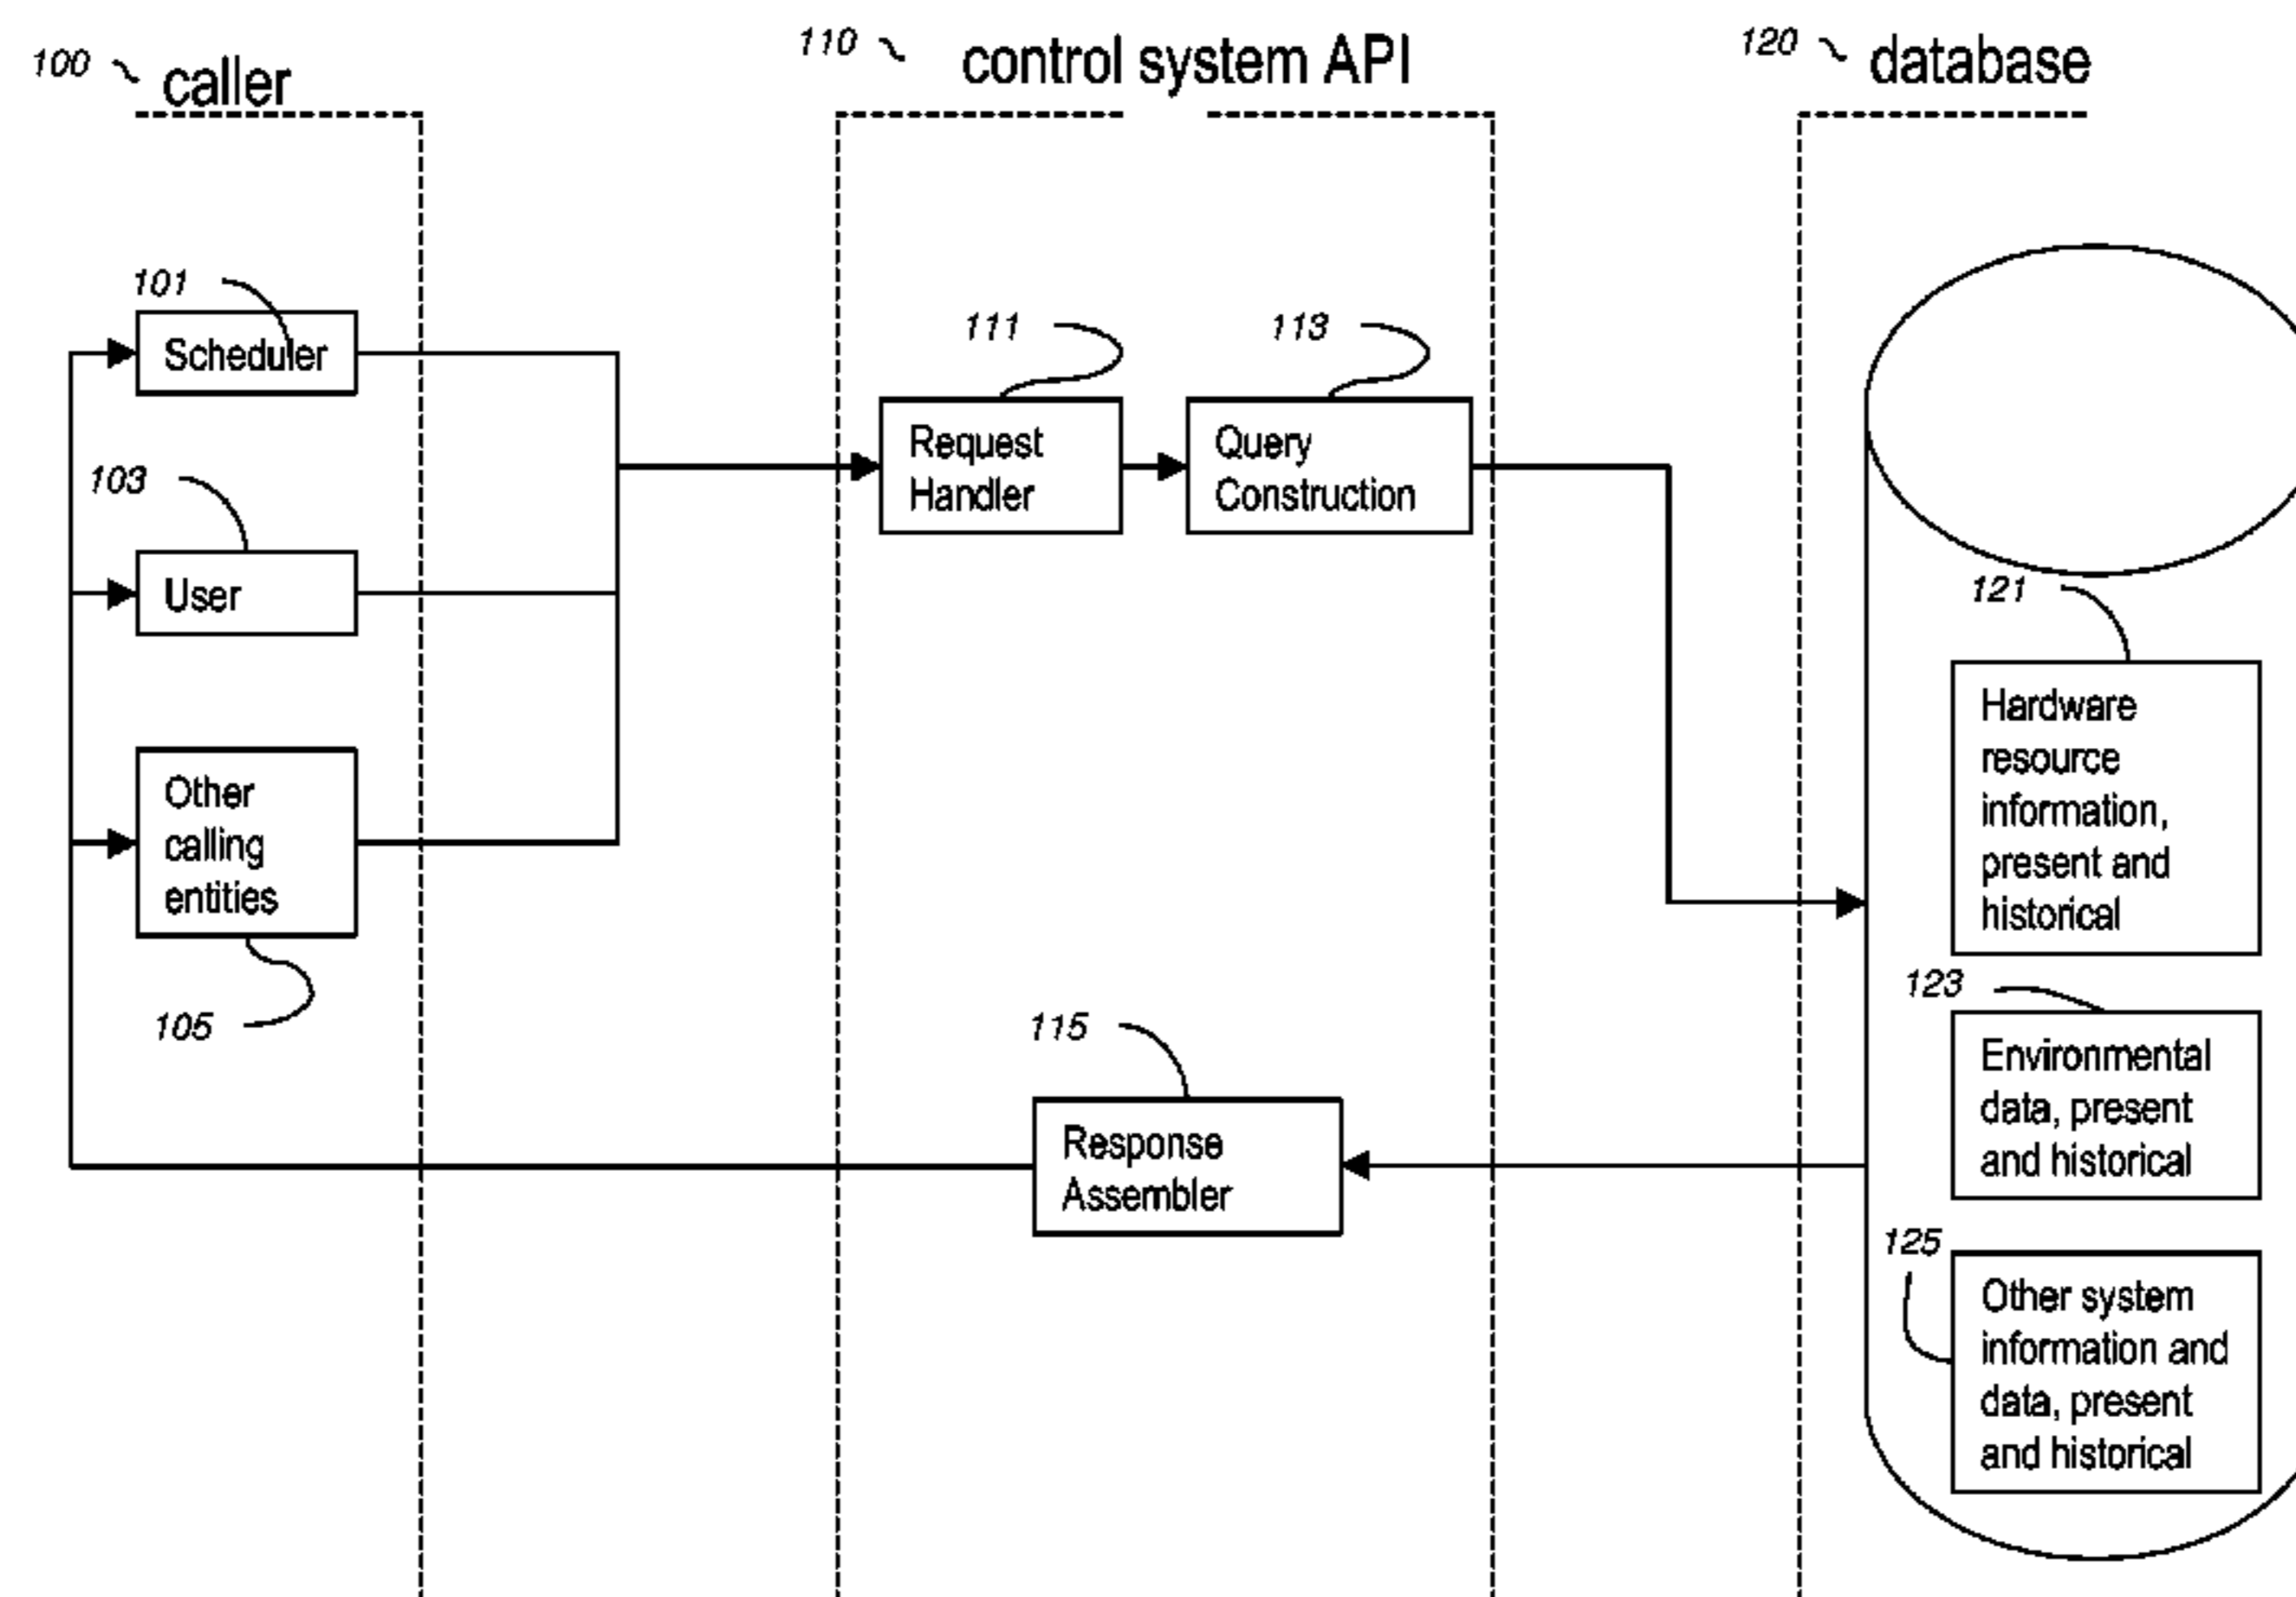 100 caller
110 control system API
120 database
101
Scheduler
103
User
Other
calling
entities
105
111
Request
Handler
113
Query
Construction
115
Response
Assembler
121
Hardware
resource
information,
present and
historical
123
Environmental
data, present
and historical
125
Other system
information and
data, present
and historical